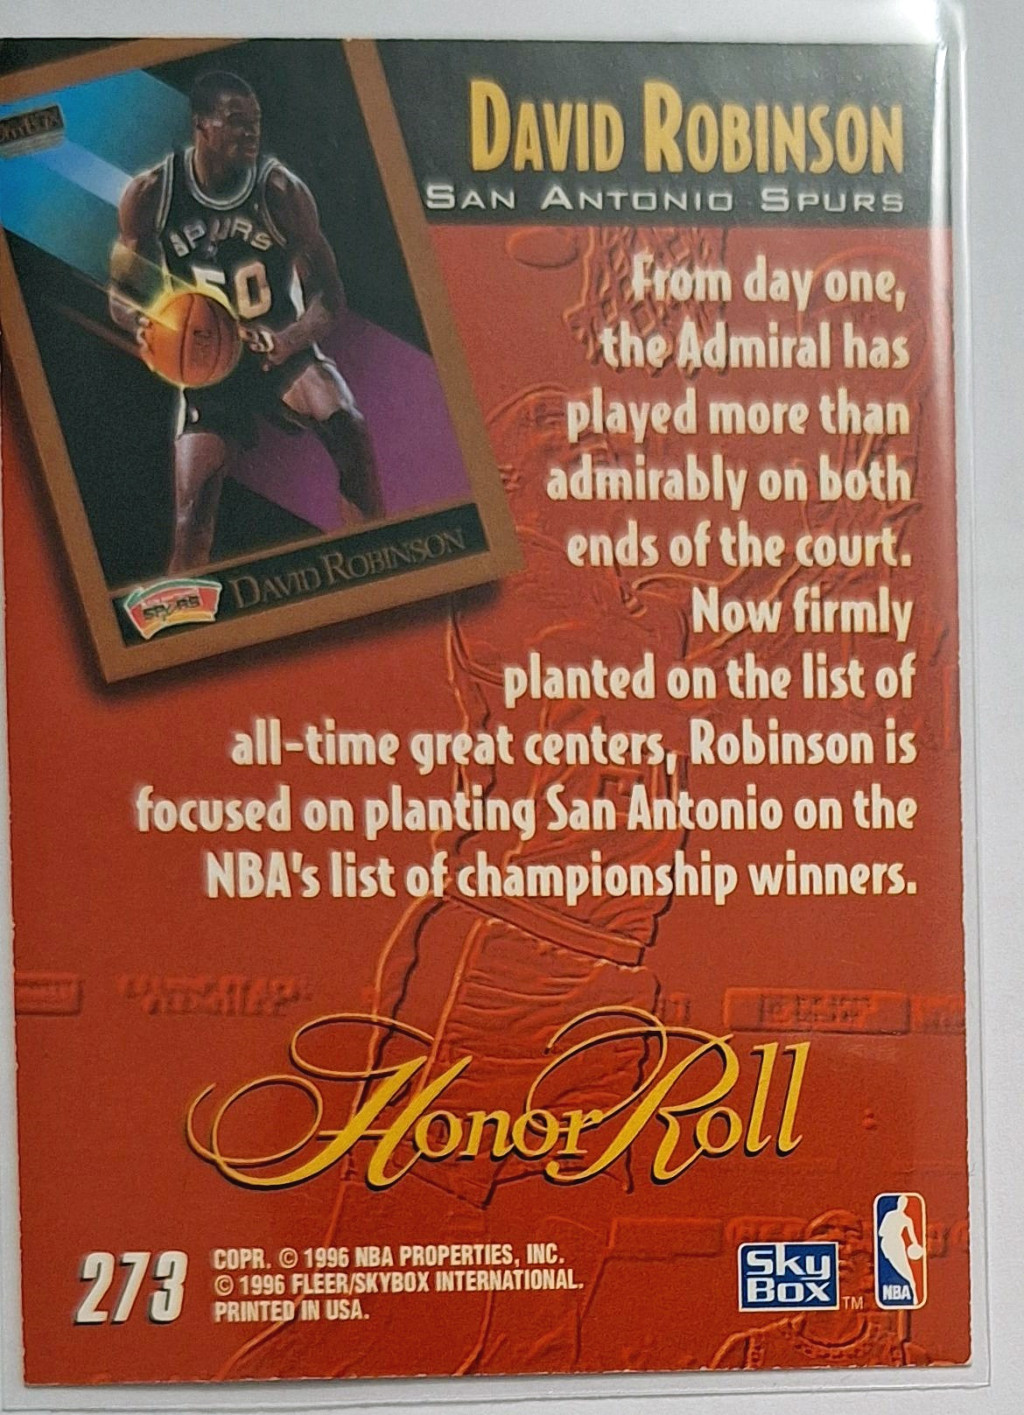 DAVID ROBINSON
SAN ANTONIO SPURS
SPURS
50
SPURS
DAVID ROBINSON
From day one,
the Admiral has
played more than
admirably on both
ends of the court.
Now firmly
planted on the list of
all-time great centers, Robinson is
focused on planting San Antonio on the
NBA's list of championship winners.
Honor Roll
273
COPR. © 1996 NBA PROPERTIES, INC.
© 1996 FLEER/SKYBOX INTERNATIONAL.
PRINTED IN USA.
SKY
BOX TM
NBA